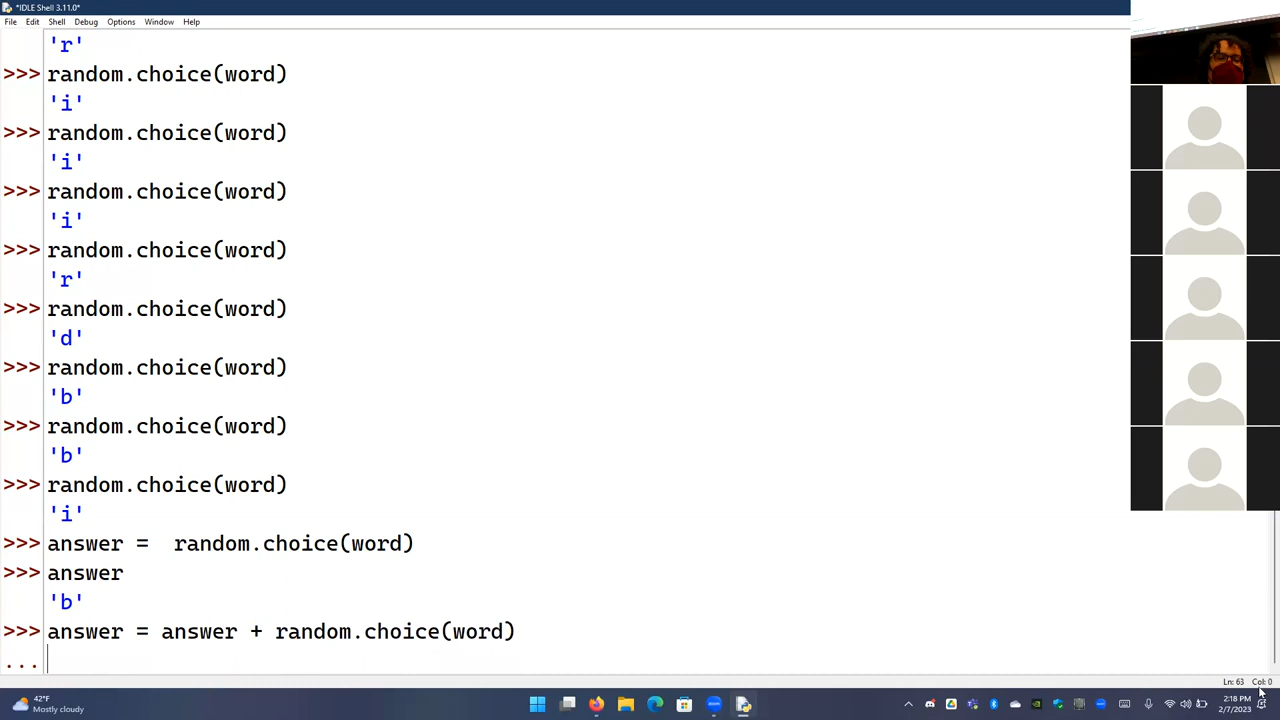 *IDLE Shell 3.11.0*
File Edit Shell Debug Options Window Help
'r'
>>> random.choice(word)
'i'
>>> random.choice(word)
'i'
>>> random.choice(word)
'i'
>>> random.choice(word)
'r'
>>> random.choice(word)
'd'
>>> random.choice(word)
'b'
>>> random.choice(word)
'b'
>>> random.choice(word)
'i'
>>> answer =  random.choice(word)
>>> answer
'b'
>>> answer = answer + random.choice(word)
...
Ln: 63 Col: 0
42°F
Mostly cloudy
2:18 PM
2/7/2023